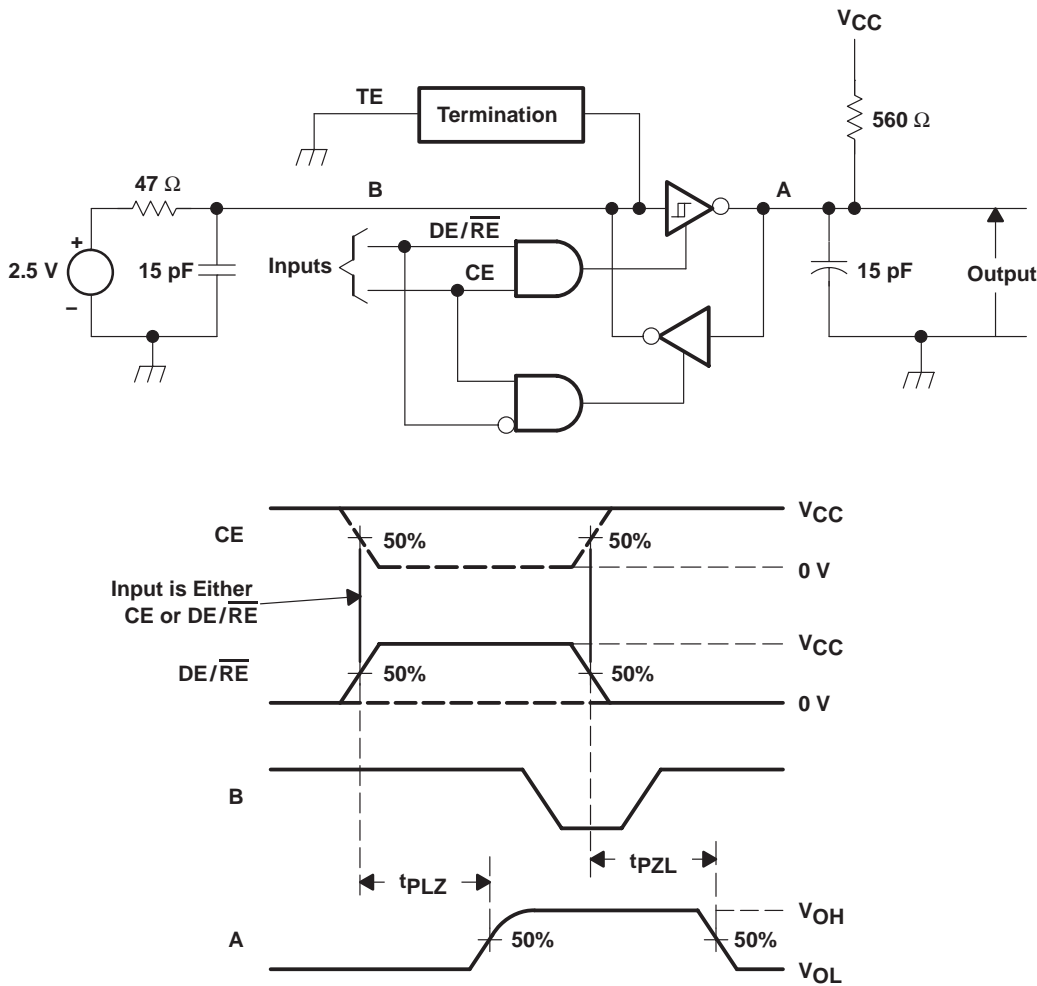 VCC
TE
Termination
560 Ω
47 Ω
B
A
DE/RE
2.5 V
+
–
15 pF
Inputs
CE
15 pF
Output
CE
50%
50%
VCC
0 V
Input is Either
CE or DE/RE
DE/RE
50%
50%
VCC
0 V
B
tPLZ
tPZL
A
50%
50%
VOH
VOL